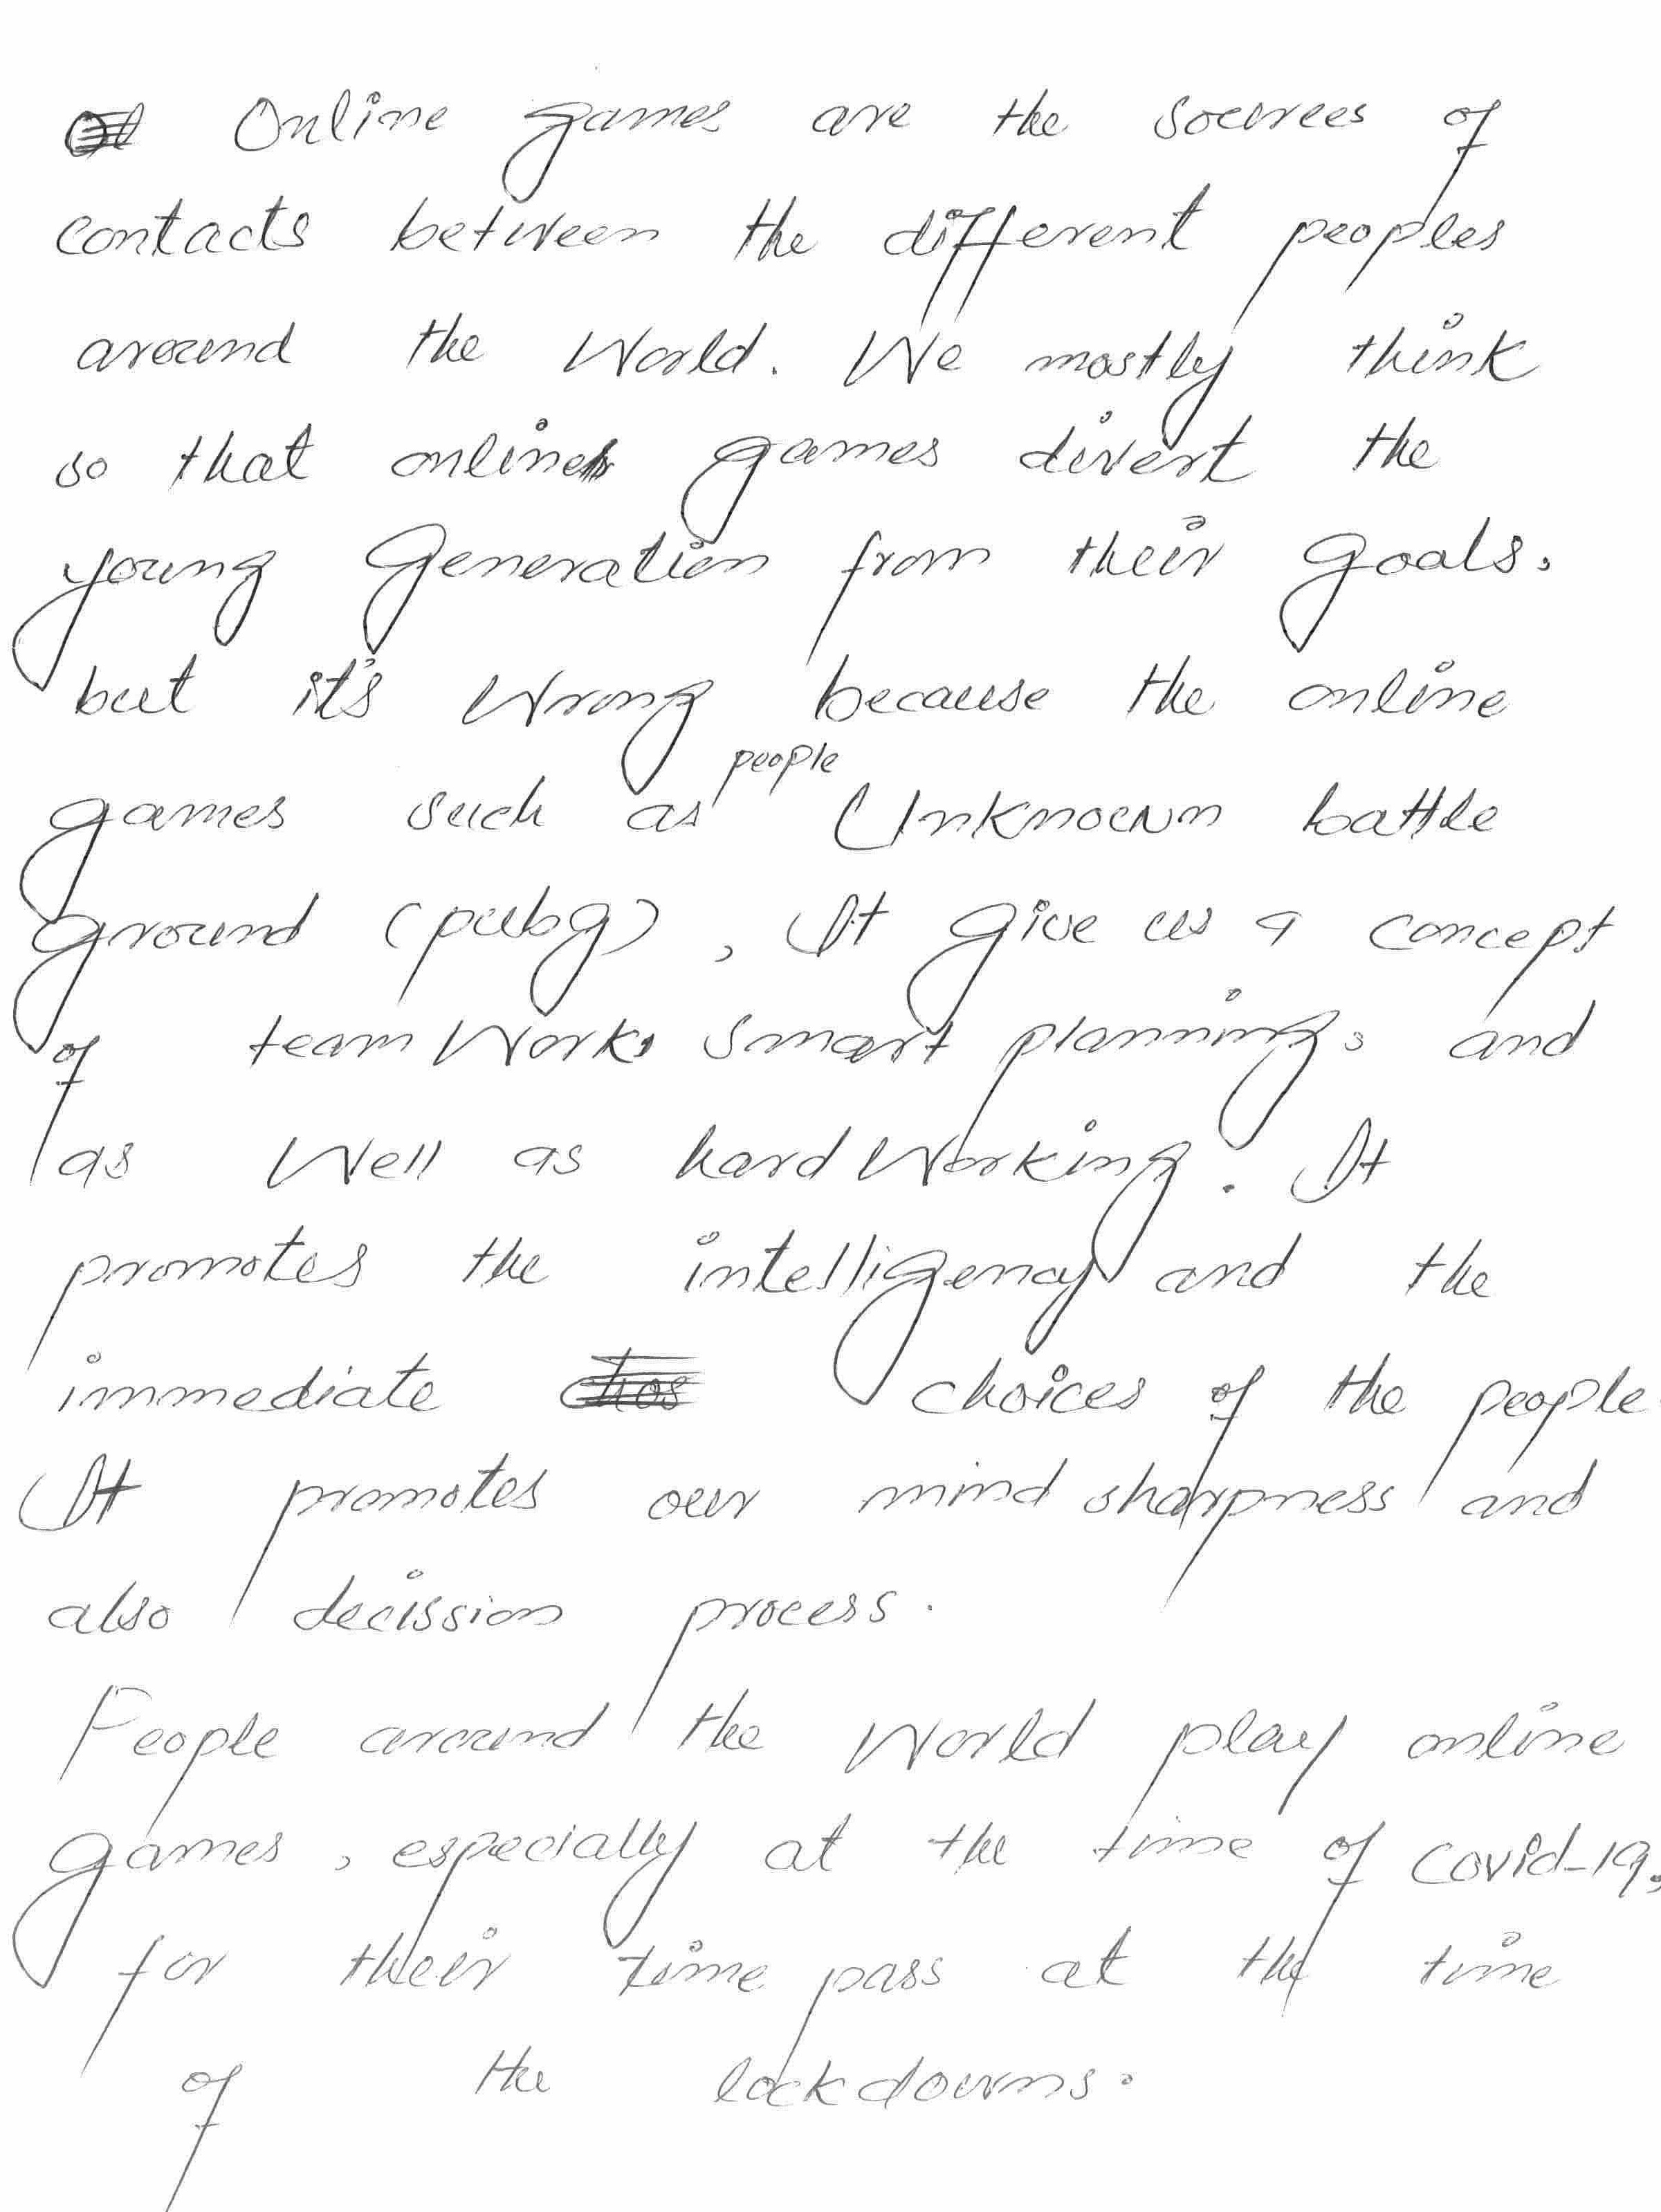 Online games are the sources of
contacts between the different peoples
around the World. We mostly think
so that online games divert the
young Generation from their goals.
but it's Wrong because the online
games such as people Unknown battle
ground (pubg), It give us a concept
of team Work, Smart planning, and
as Well as hard Working. It
promotes the intelligency and the
immediate choices of the people.
It promotes our mind sharpness and
also decission process.
People around the World play online
games, especially at the time of covid-19,
for their time pass at the time
of the lockdowns.